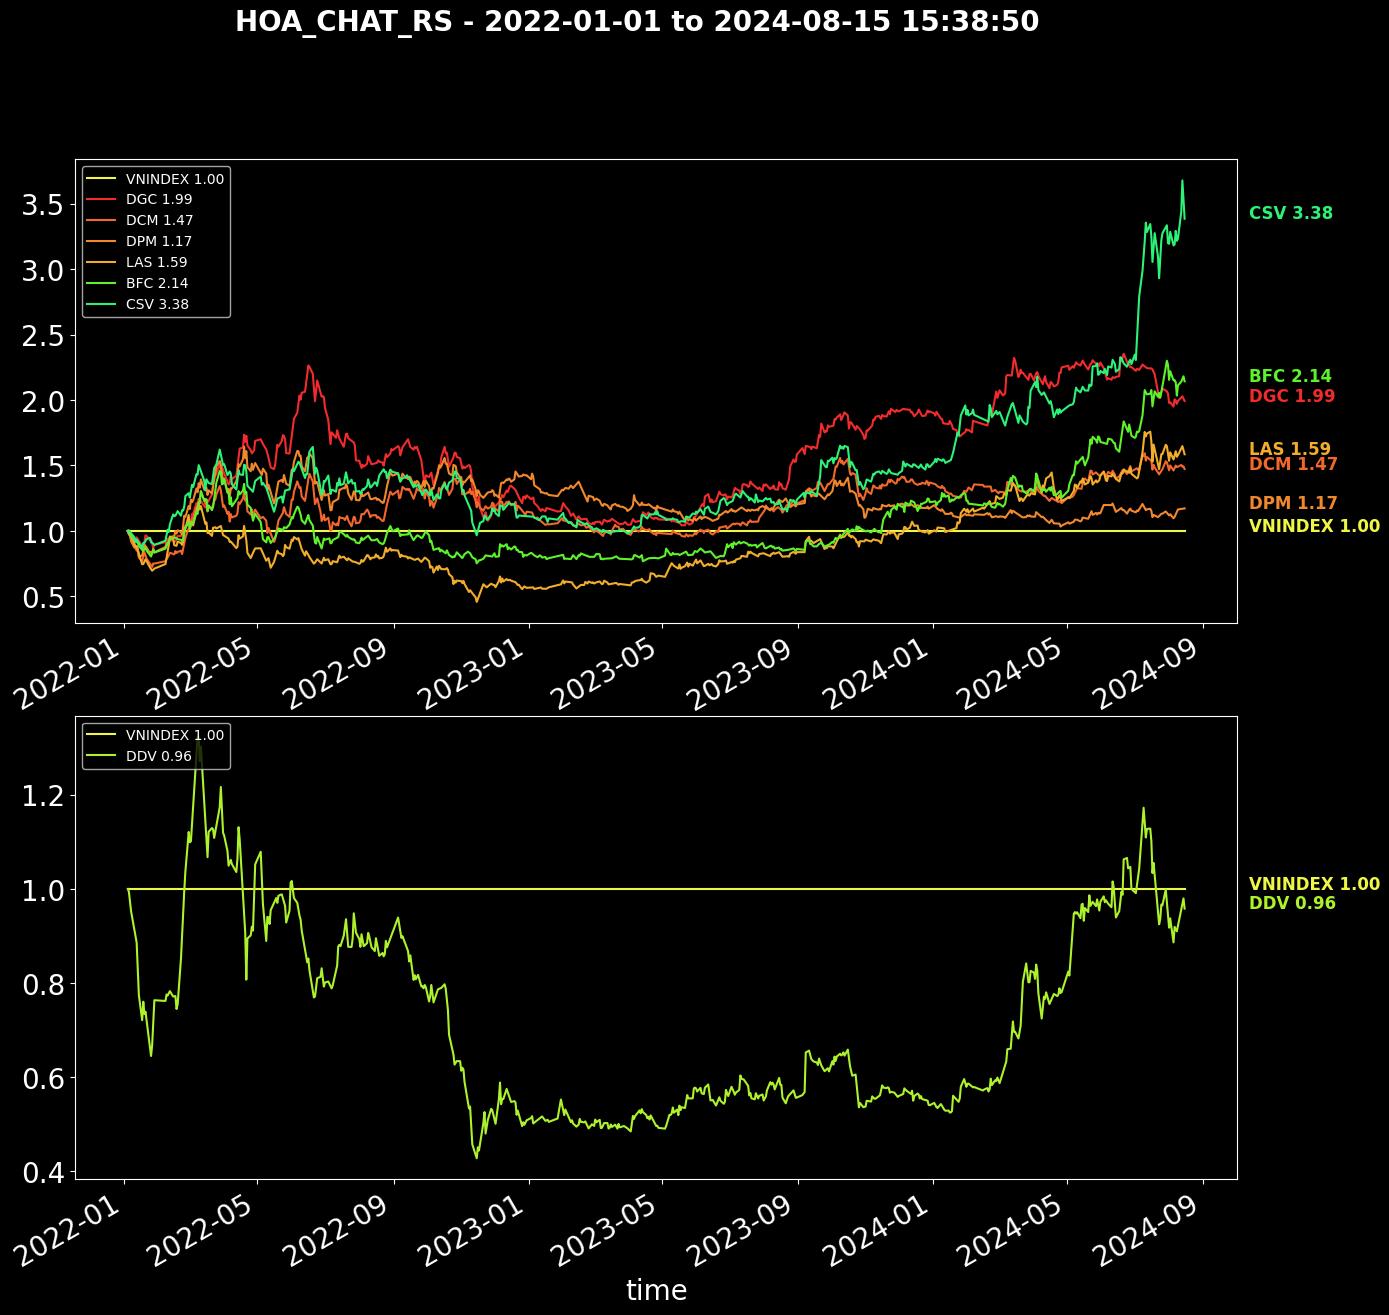 HOA_CHAT_RS - 2022-01-01 to 2024-08-15 15:38:50
VNINDEX 1.00
DGC 1.99
DCM 1.47
DPM 1.17
LAS 1.59
BFC 2.14
CSV 3.38
3.5
3.0
2.5
2.0
1.5
1.0
0.5
CSV 3.38
BFC 2.14
DGC 1.99
LAS 1.59
DCM 1.47
DPM 1.17
VNINDEX 1.00
2022-01
2022-05
2022-09
2023-01
2023-05
2023-09
2024-01
2024-05
2024-09
VNINDEX 1.00
DDV 0.96
1.2
1.0
0.8
0.6
0.4
VNINDEX 1.00
DDV 0.96
2022-01
2022-05
2022-09
2023-01
2023-05
2023-09
2024-01
2024-05
2024-09
time